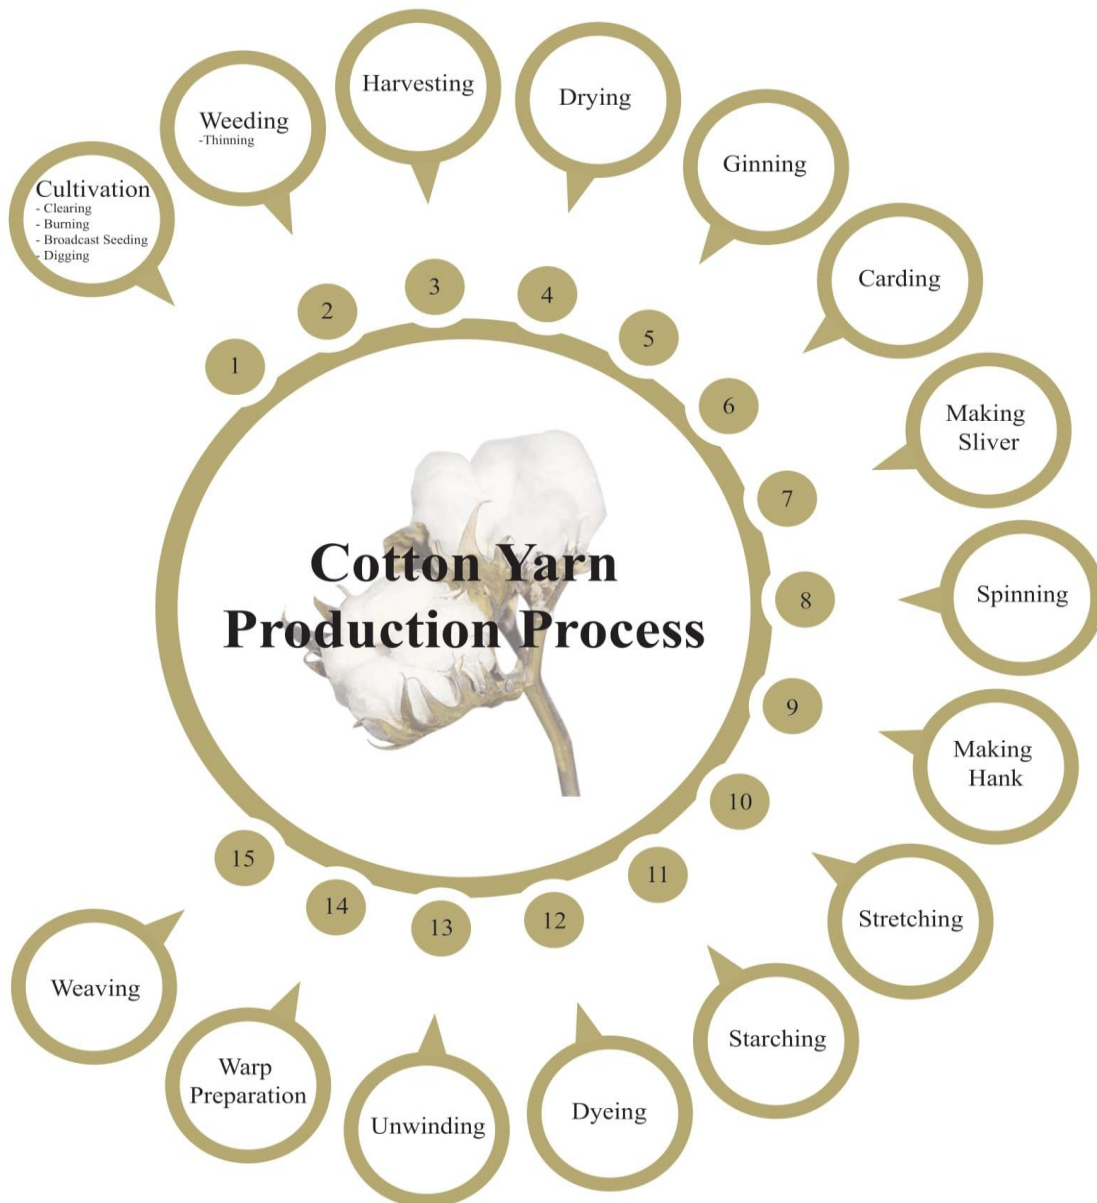 Cotton Yarn
Production Process
1
Cultivation
- Clearing
- Burning
- Broadcast Seeding
- Digging
2
Weeding
-Thinning
3
Harvesting
4
Drying
5
Ginning
6
Carding
7
Making
Sliver
8
Spinning
9
Making
Hank
10
Stretching
11
Starching
12
Dyeing
13
Unwinding
14
Warp
Preparation
15
Weaving